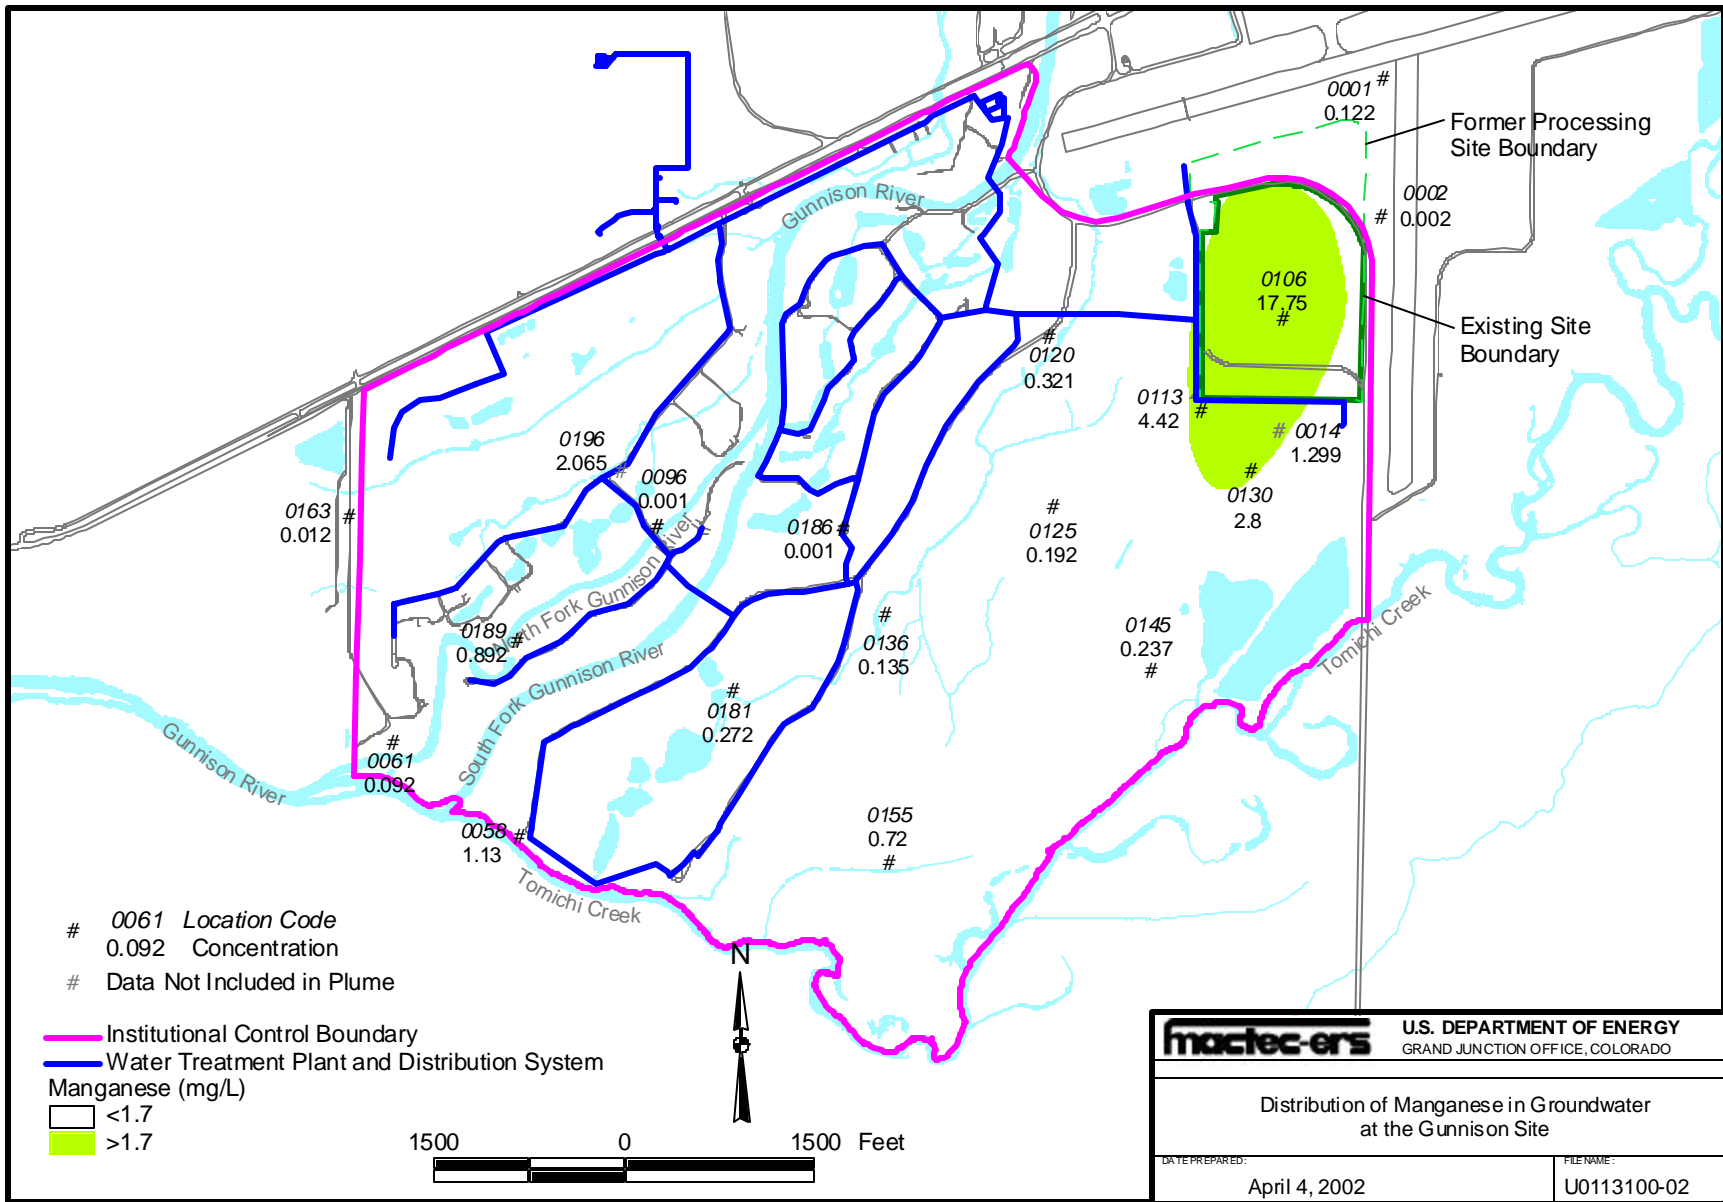 0001
0.122
Former Processing
Site Boundary
0002
0.002
Gunnison River
0106
17.75
Existing Site
Boundary
0120
0.321
0113
4.42
0014
1.299
0130
2.8
0196
2.065
0096
0.001
0163
0.012
0186
0.001
0125
0.192
North Fork Gunnison River
0189
0.892
0136
0.135
0145
0.237
Tomichi Creek
South Fork Gunnison River
0181
0.272
Gunnison River
0061
0.092
0058
1.13
0155
0.72
Tomichi Creek
# 0061 Location Code
0.092 Concentration
# Data Not Included in Plume
Institutional Control Boundary
Water Treatment Plant and Distribution System
Manganese (mg/L)
<1.7
>1.7
N
1500 0 1500 Feet
mactec-ers
U.S. DEPARTMENT OF ENERGY
GRAND JUNCTION OFFICE, COLORADO
Distribution of Manganese in Groundwater
at the Gunnison Site
DATE PREPARED:
April 4, 2002
FILENAME:
U0113100-02